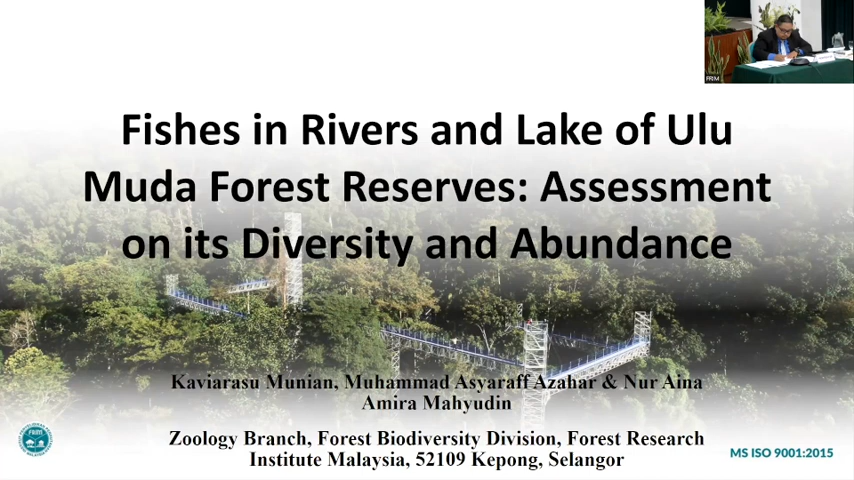 FRIM
Fishes in Rivers and Lake of Ulu
Muda Forest Reserves: Assessment
on its Diversity and Abundance
Kaviarasu Munian, Muhammad Asyaraff Azahar & Nur Aina
Amira Mahyudin
Zoology Branch, Forest Biodiversity Division, Forest Research
Institute Malaysia, 52109 Kepong, Selangor
FRIM
MS ISO 9001:2015